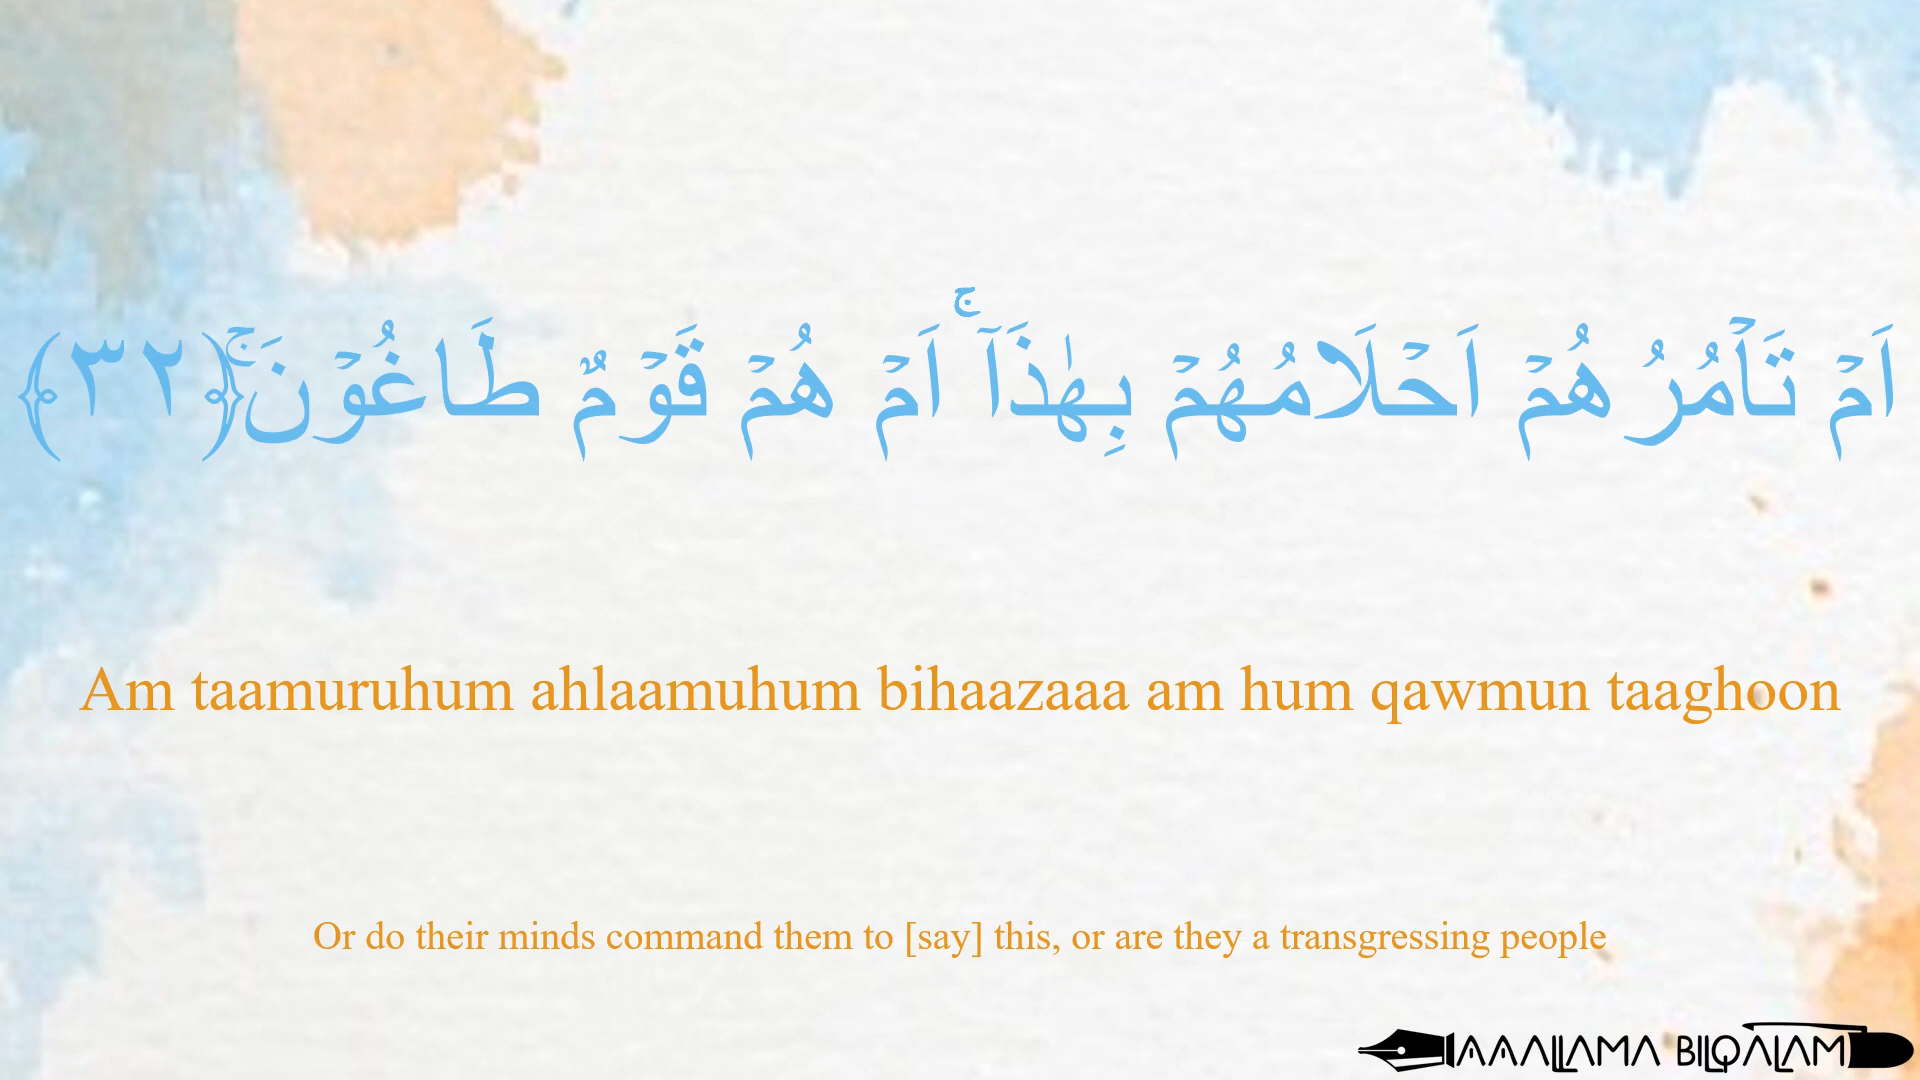 اَمۡ تَاۡمُرُهُمۡ اَحۡلَامُهُمۡ بِهٰذَآ‌ ۚ اَمۡ هُمۡ قَوۡمٌ طَاغُوۡنَ‌ۚ‏﴿٣٢﴾
Am taamuruhum ahlaamuhum bihaazaaa am hum qawmun taaghoon
Or do their minds command them to [say] this, or are they a transgressing people
AAALLAMA BILQALAM